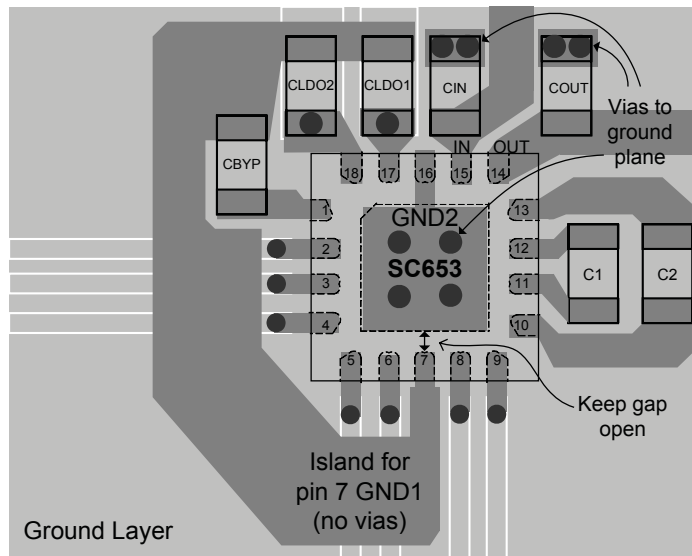 CLDO2
CLDO1
CIN
COUT
Vias to
ground
plane
CBYP
IN
OUT
18
17
16
15
14
1
GND2
13
2
12
SC653
3
11
C1
C2
4
10
5
6
7
8
9
Keep gap
open
Island for
pin 7 GND1
(no vias)
Ground Layer